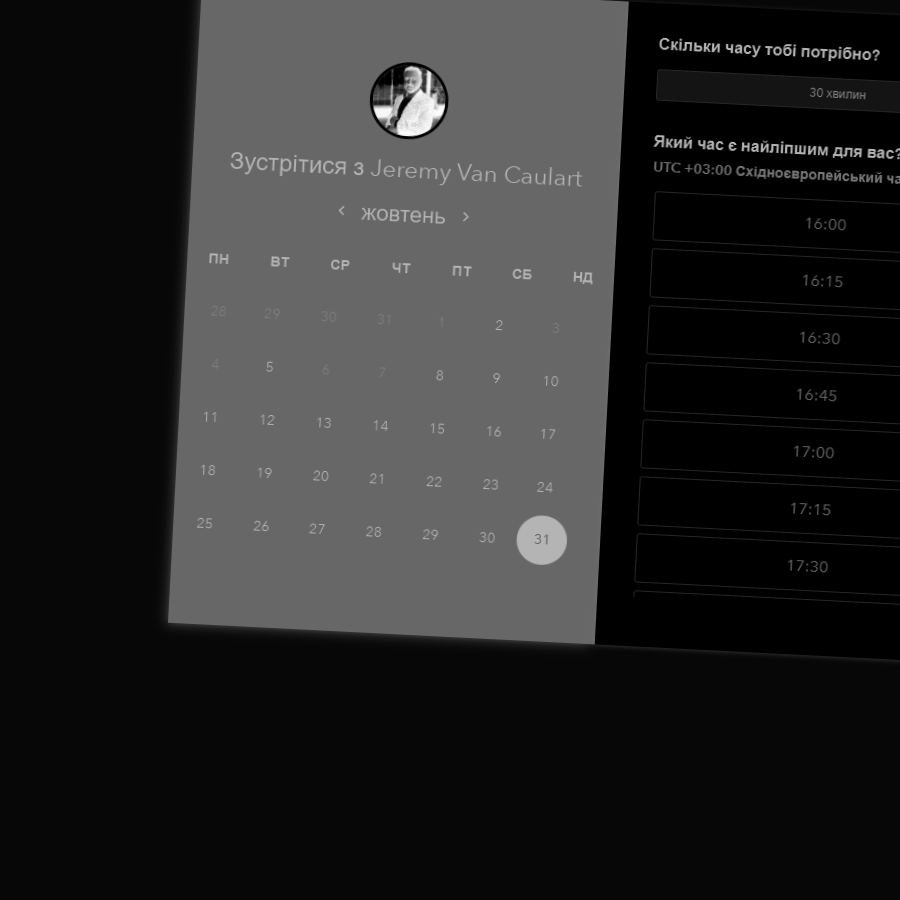 Зустрітися з Jeremy Van Caulart
жовтень
ПН ВТ СР ЧТ ПТ СБ НД
28 29 30 31 1 2 3
4 5 6 7 8 9 10
11 12 13 14 15 16 17
18 19 20 21 22 23 24
25 26 27 28 29 30 31
Скільки часу тобі потрібно?
30 хвилин
Який час є найліпшим для вас?
UTC +03:00 Східноєвропейський
16:00
16:15
16:30
16:45
17:00
17:15
17:30